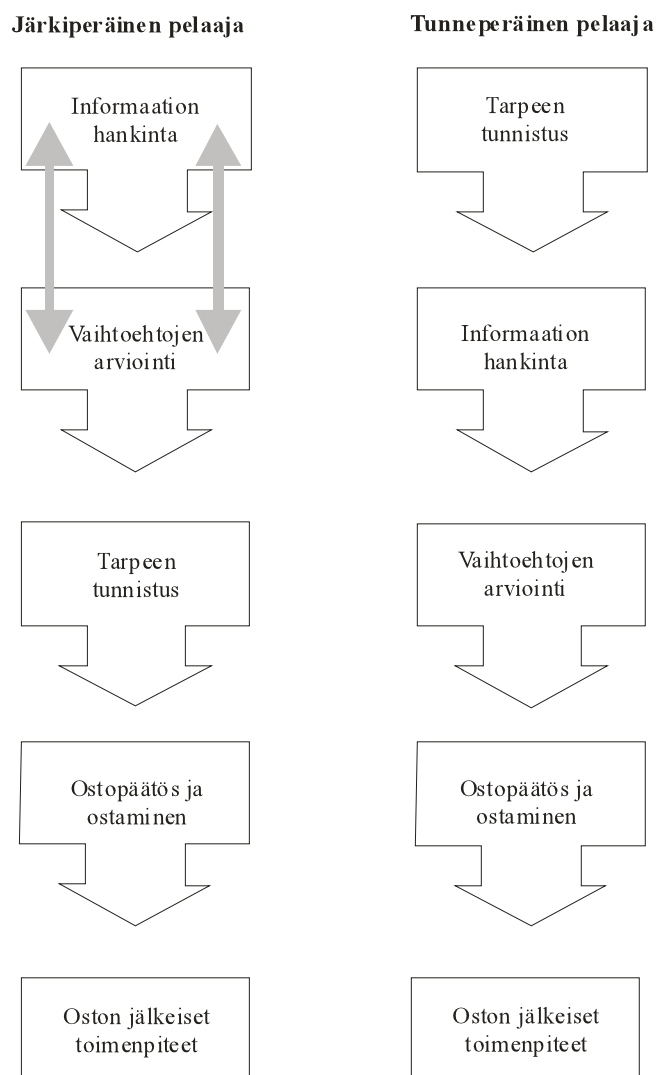 Järkiperäinen pelaaja
Informaation
hankinta
Vaihtoehtojen
arviointi
Tarpeen
tunnistus
Ostopäätös ja
ostaminen
Oston jälkeiset
toimenpiteet
Tunneperäinen pelaaja
Tarpeen
tunnistus
Informaation
hankinta
Vaihtoehtojen
arviointi
Ostopäätös ja
ostaminen
Oston jälkeiset
toimenpiteet